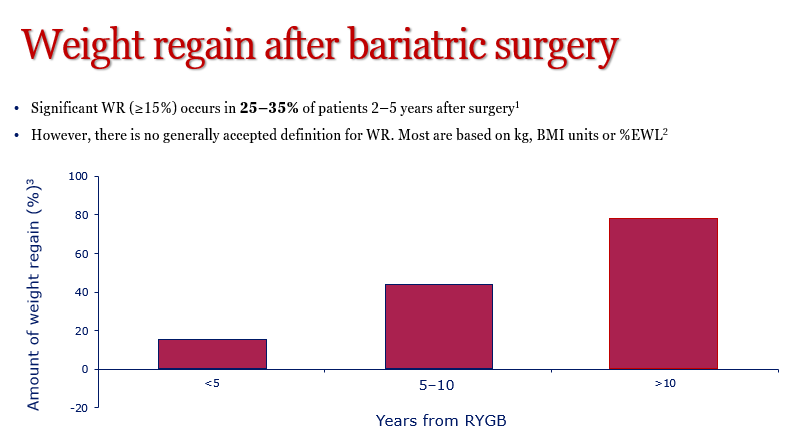 Weight regain after bariatric surgery
• Significant WR (≥15%) occurs in 25–35% of patients 2–5 years after surgery¹
• However, there is no generally accepted definition for WR. Most are based on kg, BMI units or %EWL²
Amount of weight regain (%)³
100
80
60
40
20
0
-20
<5
5–10
>10
Years from RYGB